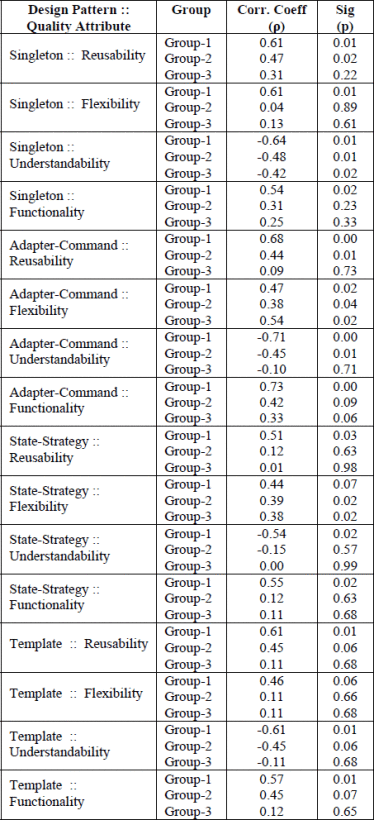 Design Pattern :: Quality Attribute | Group | Corr. Coeff (ρ) | Sig (p)
Singleton :: Reusability | Group-1 | 0.61 | 0.01
Group-2 | 0.47 | 0.02
Group-3 | 0.31 | 0.22
Singleton :: Flexibility | Group-1 | 0.61 | 0.01
Group-2 | 0.04 | 0.89
Group-3 | 0.13 | 0.61
Singleton :: Understandability | Group-1 | -0.64 | 0.01
Group-2 | -0.48 | 0.01
Group-3 | -0.42 | 0.02
Singleton :: Functionality | Group-1 | 0.54 | 0.02
Group-2 | 0.31 | 0.23
Group-3 | 0.25 | 0.33
Adapter-Command :: Reusability | Group-1 | 0.68 | 0.00
Group-2 | 0.44 | 0.01
Group-3 | 0.09 | 0.73
Adapter-Command :: Flexibility | Group-1 | 0.47 | 0.02
Group-2 | 0.38 | 0.04
Group-3 | 0.54 | 0.02
Adapter-Command :: Understandability | Group-1 | -0.71 | 0.00
Group-2 | -0.45 | 0.01
Group-3 | -0.10 | 0.71
Adapter-Command :: Functionality | Group-1 | 0.73 | 0.00
Group-2 | 0.42 | 0.09
Group-3 | 0.33 | 0.06
State-Strategy :: Reusability | Group-1 | 0.51 | 0.03
Group-2 | 0.12 | 0.63
Group-3 | 0.01 | 0.98
State-Strategy :: Flexibility | Group-1 | 0.44 | 0.07
Group-2 | 0.39 | 0.02
Group-3 | 0.38 | 0.02
State-Strategy :: Understandability | Group-1 | -0.54 | 0.02
Group-2 | -0.15 | 0.57
Group-3 | 0.00 | 0.99
State-Strategy :: Functionality | Group-1 | 0.55 | 0.02
Group-2 | 0.12 | 0.63
Group-3 | 0.11 | 0.68
Template :: Reusability | Group-1 | 0.61 | 0.01
Group-2 | 0.45 | 0.06
Group-3 | 0.11 | 0.68
Template :: Flexibility | Group-1 | 0.46 | 0.06
Group-2 | 0.11 | 0.66
Group-3 | 0.11 | 0.68
Template :: Understandability | Group-1 | -0.61 | 0.01
Group-2 | -0.45 | 0.06
Group-3 | -0.11 | 0.68
Template :: Functionality | Group-1 | 0.57 | 0.01
Group-2 | 0.45 | 0.07
Group-3 | 0.12 | 0.65